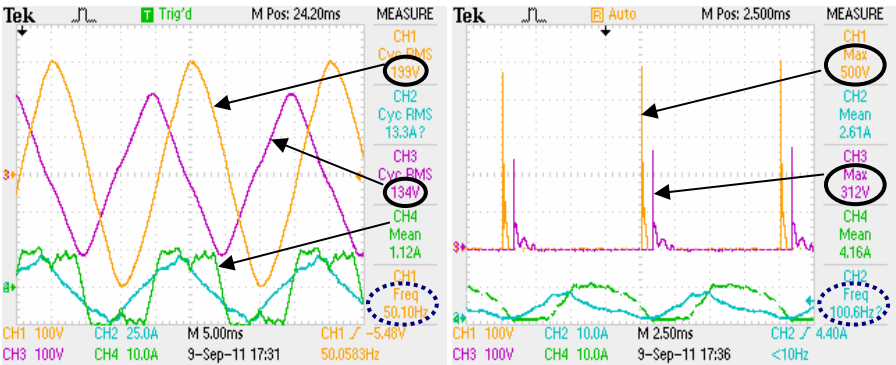 Tek Trig'd M Pos: 24.20ms MEASURE
CH1
Cyc RMS
199V
CH2
Cyc RMS
13.3A?
CH3
Cyc RMS
134V
CH4
Mean
1.12A
CH1
Freq
50.10Hz
3
4
CH1 100V CH2 25.0A M 5.00ms CH1 -5.48V
CH3 100V CH4 10.0A 9-Sep-11 17:31 50.0583Hz
Tek Auto M Pos: 2.500ms MEASURE
CH1
Max
500V
CH2
Mean
2.61A
CH3
Max
312V
CH4
Mean
4.16A
CH2
Freq
100.6Hz?
3
CH1 100V CH2 10.0A M 2.50ms CH2 4.40A
CH3 100V CH4 10.0A 9-Sep-11 17:36 <10Hz